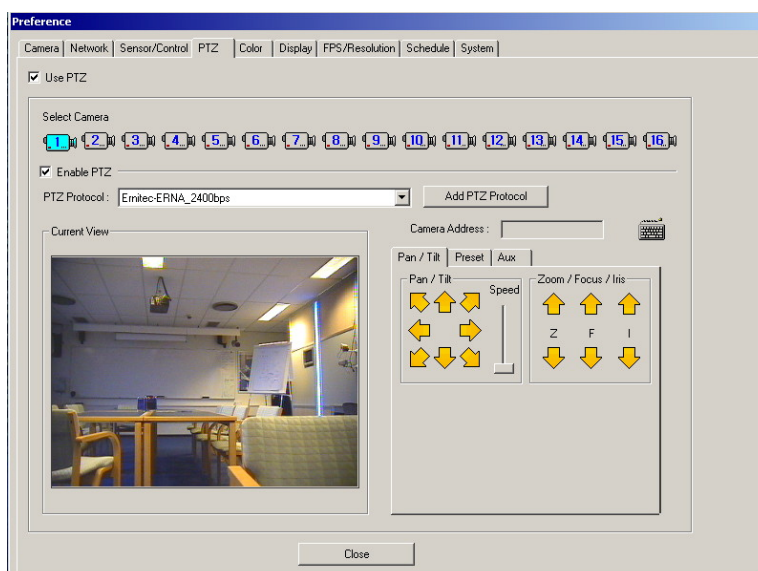 Preference
Camera Network Sensor/Control PTZ Color Display FPS/Resolution Schedule System
Use PTZ
Select Camera
1 2 3 4 5 6 7 8 9 10 11 12 13 14 15 16
Enable PTZ
PTZ Protocol : Ernitec-ERNA_2400bps Add PTZ Protocol
Current View
Camera Address :
Pan / Tilt Preset Aux
Pan / Tilt
Speed
Zoom / Focus / Iris
Z F I
Close